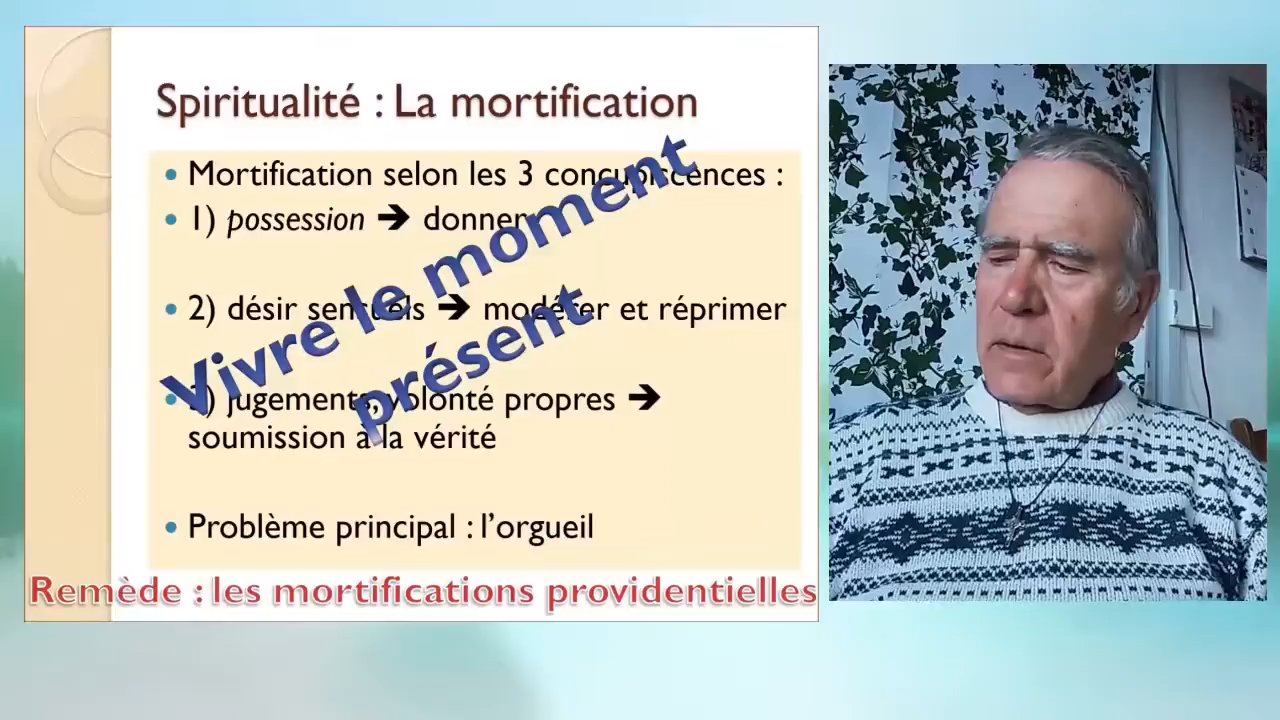 Spiritualité : La mortification
• Mortification selon les 3 concupiscences :
• 1) possession ➔ donner
• 2) désir sensuels ➔ modérer et réprimer
• 3) jugements, volonté propres ➔
soumission à la vérité
• Problème principal : l'orgueil
Vivre le moment
présent
Remède : les mortifications providentielles